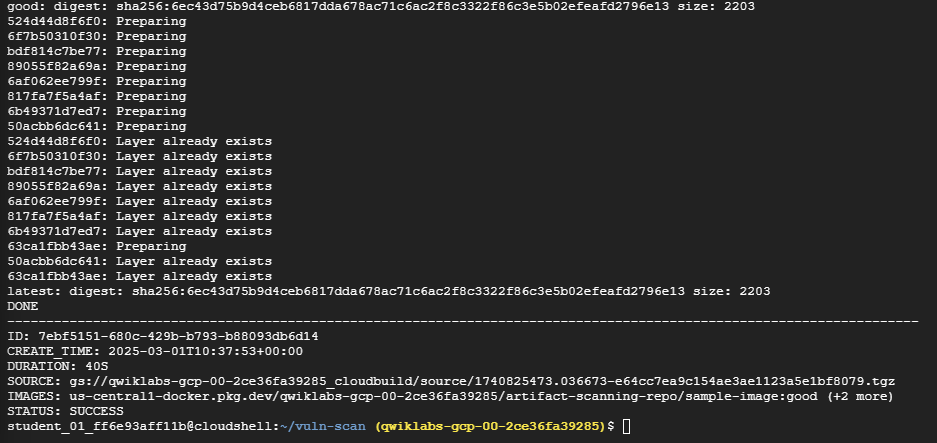 good: digest: sha256:6ec43d75b9d4ceb6817dda678ac71c6ac2f8c3322f86c3e5b02efeafd2796e13 size: 2203
524d44d8f6f0: Preparing
6f7b50310f30: Preparing
bdf814c7be77: Preparing
89055f82a69a: Preparing
6af062ee799f: Preparing
817fa7f5a4af: Preparing
6b49371d7ed7: Preparing
50acbb6dc641: Preparing
524d44d8f6f0: Layer already exists
6f7b50310f30: Layer already exists
bdf814c7be77: Layer already exists
89055f82a69a: Layer already exists
6af062ee799f: Layer already exists
817fa7f5a4af: Layer already exists
6b49371d7ed7: Layer already exists
63ca1fbb43ae: Preparing
50acbb6dc641: Layer already exists
63ca1fbb43ae: Layer already exists
latest: digest: sha256:6ec43d75b9d4ceb6817dda678ac71c6ac2f8c3322f86c3e5b02efeafd2796e13 size: 2203
DONE
---------------------------------------------------------------------------------------------------------------------
ID: 7ebf5151-680c-429b-b793-b88093db6d14
CREATE_TIME: 2025-03-01T10:37:53+00:00
DURATION: 40S
SOURCE: gs://qwiklabs-gcp-00-2ce36fa39285_cloudbuild/source/1740825473.036673-e64cc7ea9c154ae3ae1123a5e1bf8079.tgz
IMAGES: us-central1-docker.pkg.dev/qwiklabs-gcp-00-2ce36fa39285/artifact-scanning-repo/sample-image:good (+2 more)
STATUS: SUCCESS
student_01_ff6e93aff11b@cloudshell:~/vuln-scan (qwiklabs-gcp-00-2ce36fa39285)$